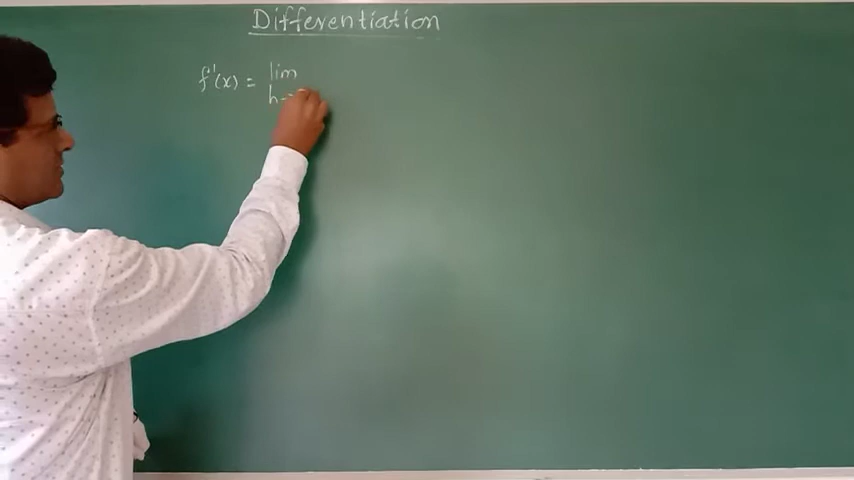 Differentiation
f'(x) = lim
h→